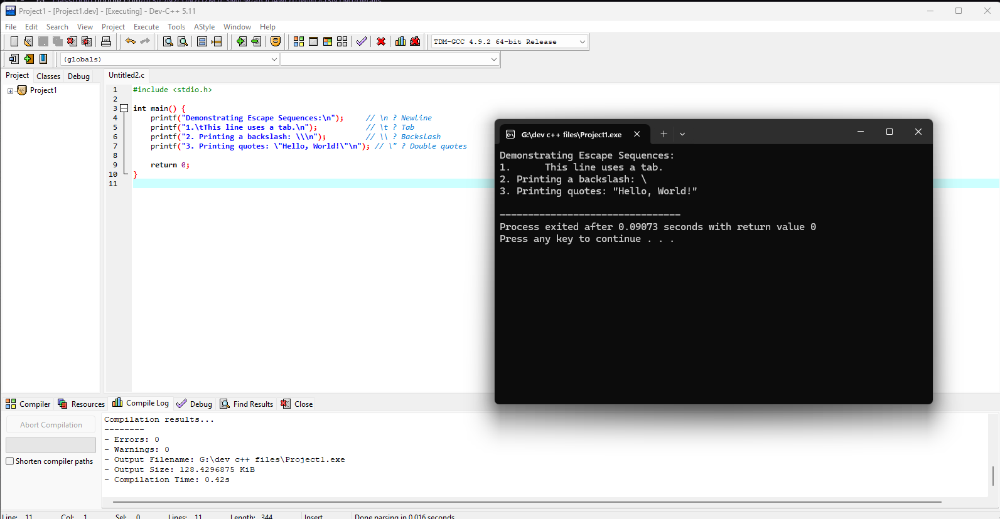 Project1 - [Project1.dev] - [Executing] - Dev-C++ 5.11
File Edit Search View Project Execute Tools AStyle Window Help
TDM-GCC 4.9.2 64-bit Release
(globals)
Project Classes Debug
Project1
Untitled2.c
1 #include <stdio.h>
2
3 int main() {
4 printf("Demonstrating Escape Sequences:\n"); // \n ? Newline
5 printf("1.\tThis line uses a tab.\n"); // \t ? Tab
6 printf("2. Printing a backslash: \\\n"); // \\ ? Backslash
7 printf("3. Printing quotes: \"Hello, World!\"\n"); // \" ? Double quotes
8
9 return 0;
10 }
11
G:\dev c++ files\Project1.exe
Demonstrating Escape Sequences:
1.      This line uses a tab.
2. Printing a backslash: \
3. Printing quotes: "Hello, World!"
--------------------------------
Process exited after 0.09073 seconds with return value 0
Press any key to continue . . .
Compiler Resources Compile Log Debug Find Results Close
Abort Compilation
Shorten compiler paths
Compilation results...
--------
- Errors: 0
- Warnings: 0
- Output Filename: G:\dev c++ files\Project1.exe
- Output Size: 128.4296875 KiB
- Compilation Time: 0.42s
Line: 11 Col: 1 Sel: 0 Lines: 11 Length: 344 Insert Done parsing in 0.016 seconds